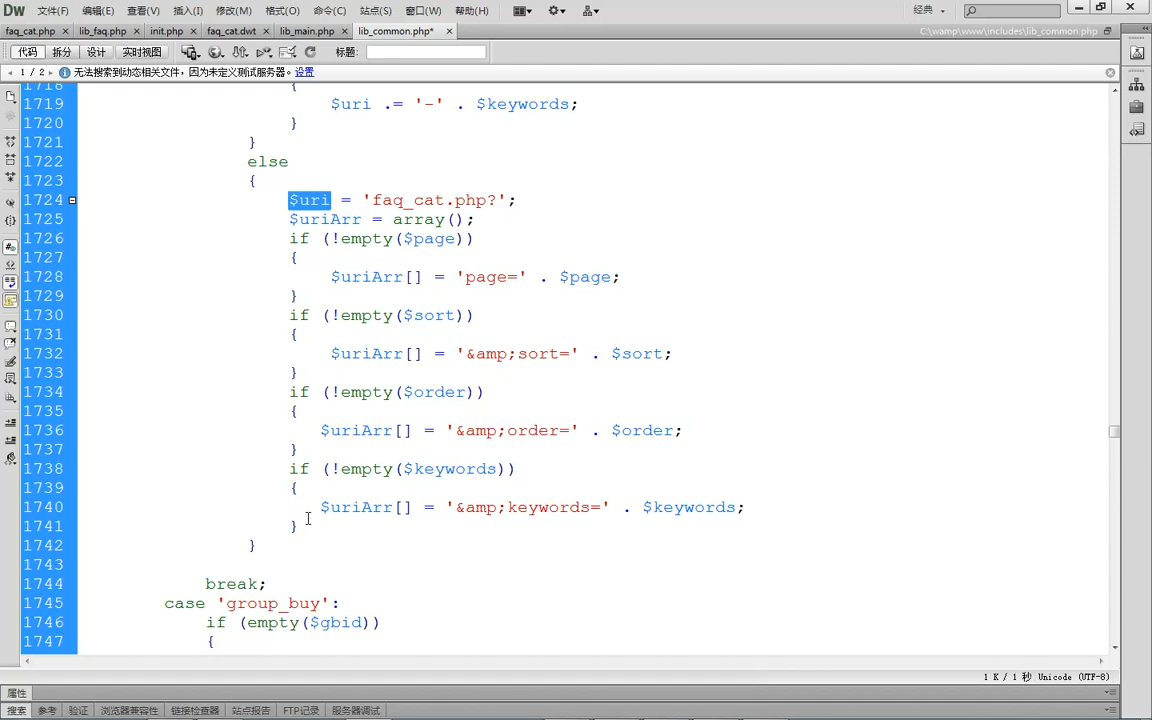 Dw 文件(F) 编辑(E) 查看(V) 插入(I) 修改(M) 格式(O) 命令(C) 站点(S) 窗口(W) 帮助(H) 经典
faq_cat.php × lib_faq.php × init.php × faq_cat.dwt × lib_main.php × lib_common.php* × C:\wamp\www\includes\lib_common.php
代码 拆分 设计 实时视图 标题:
1 / 2 无法搜索到动态相关文件，因为未定义测试服务器。 设置
1718 {
1719 $uri .= '-' . $keywords;
1720 }
1721 }
1722 else
1723 {
1724 $uri = 'faq_cat.php?';
1725 $uriArr = array();
1726 if (!empty($page))
1727 {
1728 $uriArr[] = 'page=' . $page;
1729 }
1730 if (!empty($sort))
1731 {
1732 $uriArr[] = '&amp;sort=' . $sort;
1733 }
1734 if (!empty($order))
1735 {
1736 $uriArr[] = '&amp;order=' . $order;
1737 }
1738 if (!empty($keywords))
1739 {
1740 $uriArr[] = '&amp;keywords=' . $keywords;
1741 }
1742 }
1743
1744 break;
1745 case 'group_buy':
1746 if (empty($gbid))
1747 {
1 K / 1 秒 Unicode (UTF-8)
属性
搜索 参考 验证 浏览器兼容性 链接检查器 站点报告 FTP记录 服务器调试